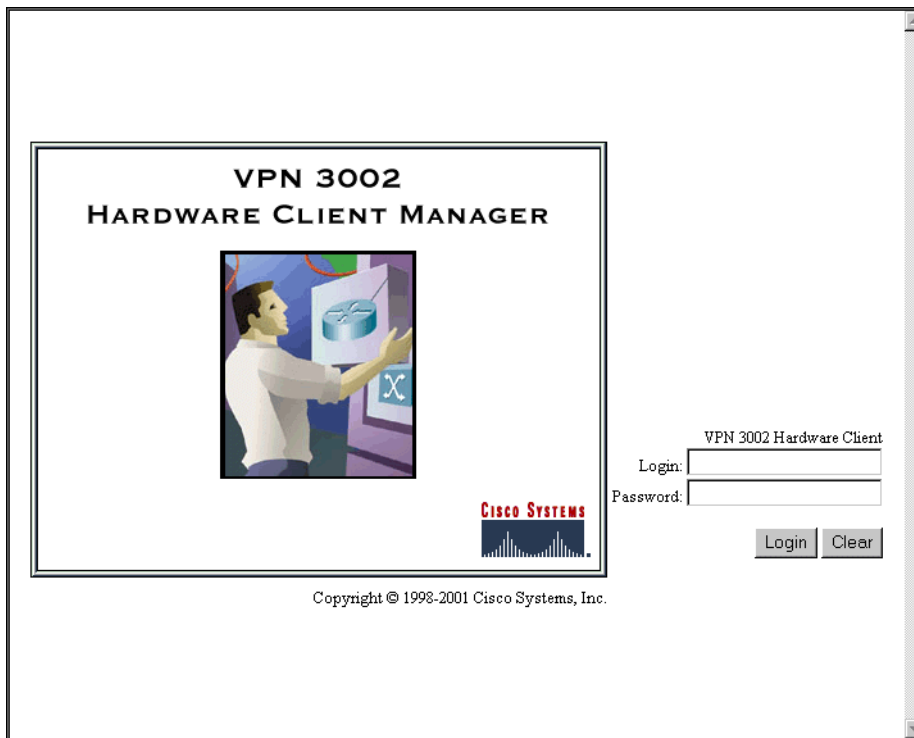 VPN 3002
HARDWARE CLIENT MANAGER
CISCO SYSTEMS
VPN 3002 Hardware Client
Login:
Password:
Login Clear
Copyright © 1998-2001 Cisco Systems, Inc.